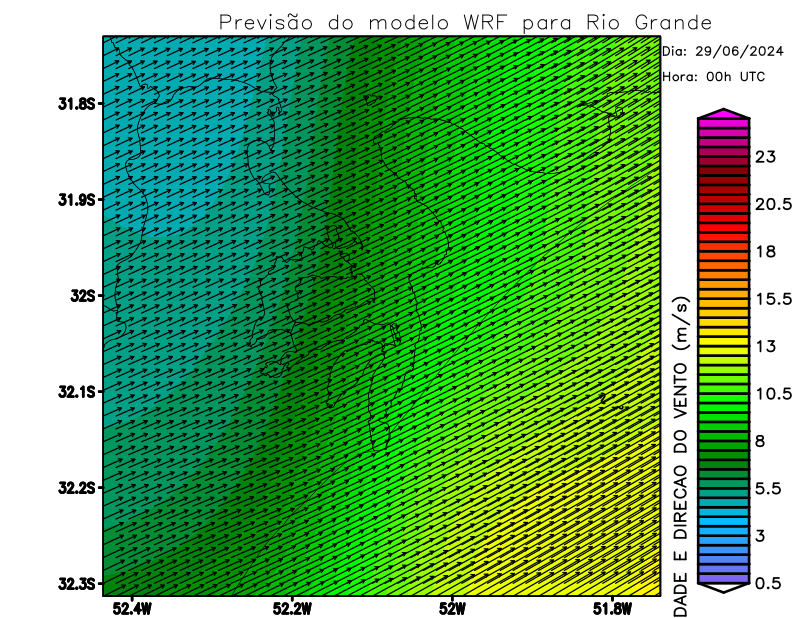 Previsão do modelo WRF para Rio Grande
Dia: 29/06/2024
Hora: 00h UTC
31.8S
31.9S
32S
32.1S
32.2S
32.3S
52.4W
52.2W
52W
51.8W
23
20.5
18
15.5
13
10.5
8
5.5
3
0.5
DADE E DIRECAO DO VENTO (m/s)